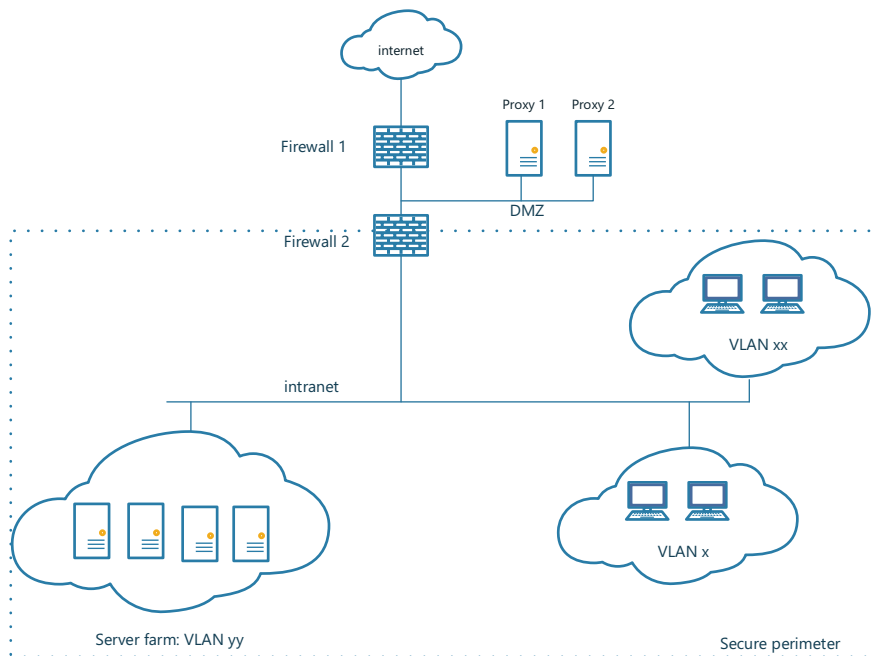 internet
Proxy 1
Proxy 2
Firewall 1
DMZ
Firewall 2
VLAN xx
intranet
VLAN x
Server farm: VLAN yy
Secure perimeter